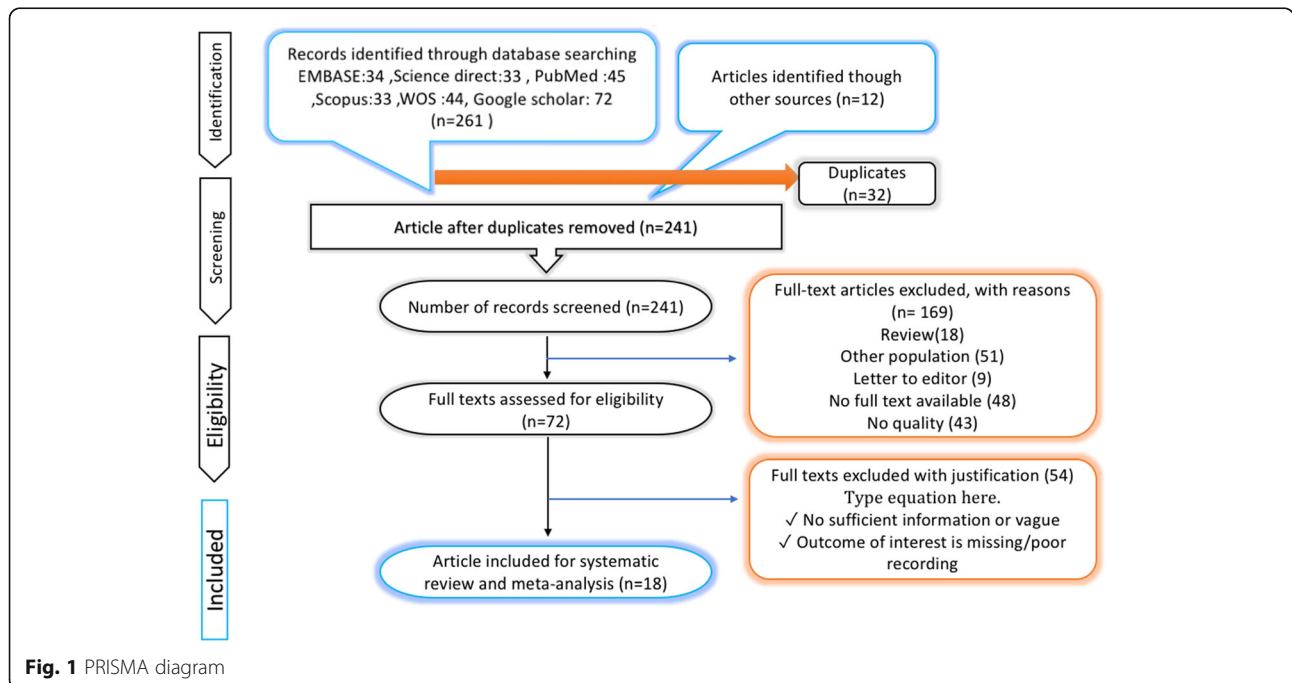 Identification
Records identified through database searching
EMBASE:34 ,Science direct:33 , PubMed :45
,Scopus:33 ,WOS :44, Google scholar: 72
(n=261 )
Articles identified though
other sources (n=12)
Duplicates
(n=32)
Screening
Article after duplicates removed (n=241)
Number of records screened (n=241)
Full-text articles excluded, with reasons
(n= 169)
Review(18)
Other population (51)
Letter to editor (9)
No full text available (48)
No quality (43)
Eligibility
Full texts assessed for eligibility
(n=72)
Full texts excluded with justification (54)
Type equation here.
✓ No sufficient information or vague
✓ Outcome of interest is missing/poor
recording
Included
Article included for systematic
review and meta-analysis (n=18)
Fig. 1 PRISMA diagram